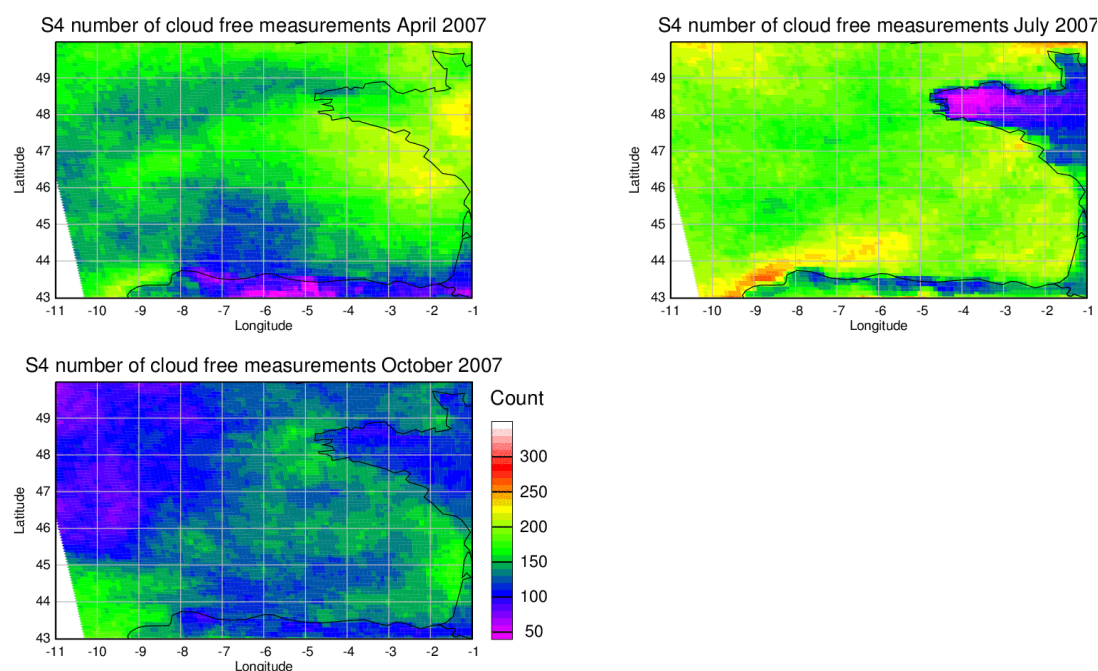 S4 number of cloud free measurements April 2007
S4 number of cloud free measurements July 2007
Latitude
49
48
47
46
45
44
43
-11 -10 -9 -8 -7 -6 -5 -4 -3 -2 -1
Longitude
Latitude
49
48
47
46
45
44
43
-11 -10 -9 -8 -7 -6 -5 -4 -3 -2 -1
Longitude
S4 number of cloud free measurements October 2007
Latitude
49
48
47
46
45
44
43
-11 -10 -9 -8 -7 -6 -5 -4 -3 -2 -1
Longitude
Count
300
250
200
150
100
50